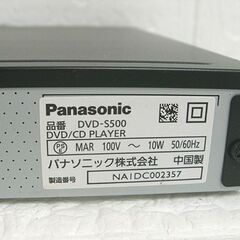 Panasonic
品番 DVD-S500
DVD/CD PLAYER
PS E MAR 100V ～ 10W 50/60Hz
パナソニック株式会社 中国製
製造番号 NA1DC002357